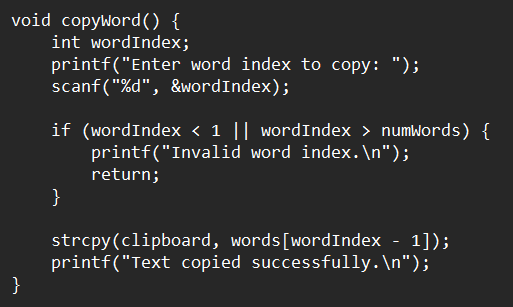 void copyWord() {
    int wordIndex;
    printf("Enter word index to copy: ");
    scanf("%d", &wordIndex);

    if (wordIndex < 1 || wordIndex > numWords) {
        printf("Invalid word index.\n");
        return;
    }

    strcpy(clipboard, words[wordIndex - 1]);
    printf("Text copied successfully.\n");
}